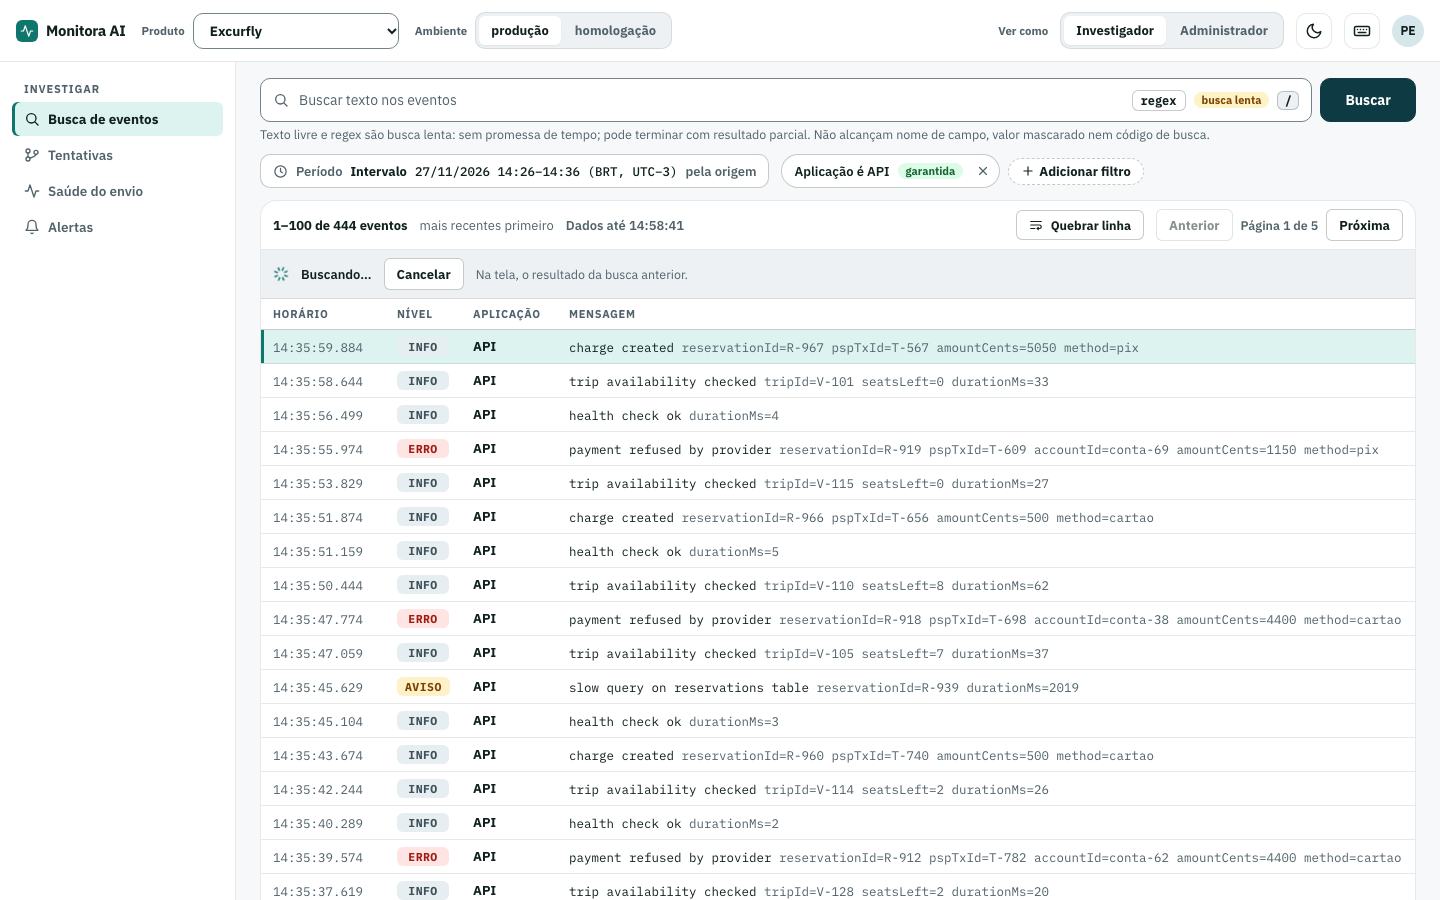 Monitora AI Produto Excurfly Ambiente produção homologação Ver como Investigador Administrador PE
INVESTIGAR
Busca de eventos
Tentativas
Saúde do envio
Alertas
Buscar texto nos eventos regex busca lenta / Buscar
Texto livre e regex são busca lenta: sem promessa de tempo; pode terminar com resultado parcial. Não alcançam nome de campo, valor mascarado nem código de busca.
Período Intervalo 27/11/2026 14:26–14:36 (BRT, UTC−3) pela origem Aplicação é API garantida × + Adicionar filtro
1–100 de 444 eventos mais recentes primeiro Dados até 14:58:41 Quebrar linha Anterior Página 1 de 5 Próxima
Buscando... Cancelar Na tela, o resultado da busca anterior.
HORÁRIO NÍVEL APLICAÇÃO MENSAGEM
14:35:59.884 INFO API charge created reservationId=R-967 pspTxId=T-567 amountCents=5050 method=pix
14:35:58.644 INFO API trip availability checked tripId=V-101 seatsLeft=0 durationMs=33
14:35:56.499 INFO API health check ok durationMs=4
14:35:55.974 ERRO API payment refused by provider reservationId=R-919 pspTxId=T-609 accountId=conta-69 amountCents=1150 method=pix
14:35:53.829 INFO API trip availability checked tripId=V-115 seatsLeft=0 durationMs=27
14:35:51.874 INFO API charge created reservationId=R-966 pspTxId=T-656 amountCents=500 method=cartao
14:35:51.159 INFO API health check ok durationMs=5
14:35:50.444 INFO API trip availability checked tripId=V-110 seatsLeft=8 durationMs=62
14:35:47.774 ERRO API payment refused by provider reservationId=R-918 pspTxId=T-698 accountId=conta-38 amountCents=4400 method=cartao
14:35:47.059 INFO API trip availability checked tripId=V-105 seatsLeft=7 durationMs=37
14:35:45.629 AVISO API slow query on reservations table reservationId=R-939 durationMs=2019
14:35:45.104 INFO API health check ok durationMs=3
14:35:43.674 INFO API charge created reservationId=R-960 pspTxId=T-740 amountCents=500 method=cartao
14:35:42.244 INFO API trip availability checked tripId=V-114 seatsLeft=2 durationMs=26
14:35:40.289 INFO API health check ok durationMs=2
14:35:39.574 ERRO API payment refused by provider reservationId=R-912 pspTxId=T-782 accountId=conta-62 amountCents=4400 method=cartao
14:35:37.619 INFO API trip availability checked tripId=V-128 seatsLeft=2 durationMs=20